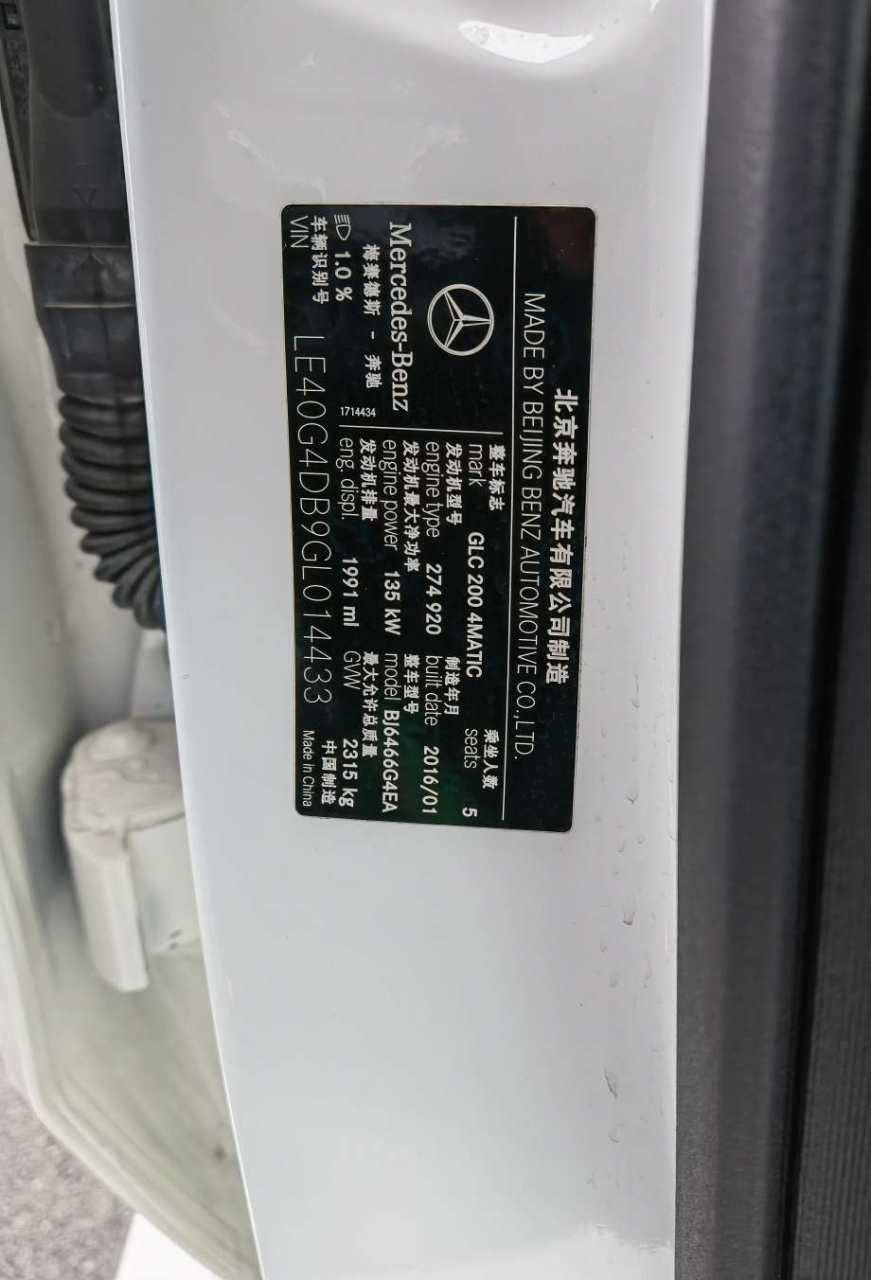 北京奔驰汽车有限公司制造
MADE BY BEIJING BENZ AUTOMOTIVE CO.,LTD.
Mercedes-Benz
梅赛德斯 - 奔驰
1.0 %
1714434
整车标志
mark GLC 200 4MATIC
乘坐人数
seats 5
发动机型号
engine type 274 920
制造年月
built date 2016/01
发动机最大净功率
engine power 135 kW
整车型号
model BJ6466G4EA
发动机排量
eng. displ. 1991 ml
最大允许总质量
GVW 2315 kg
车辆识别号
VIN LE40G4DB9GL014433
中国制造
Made in China